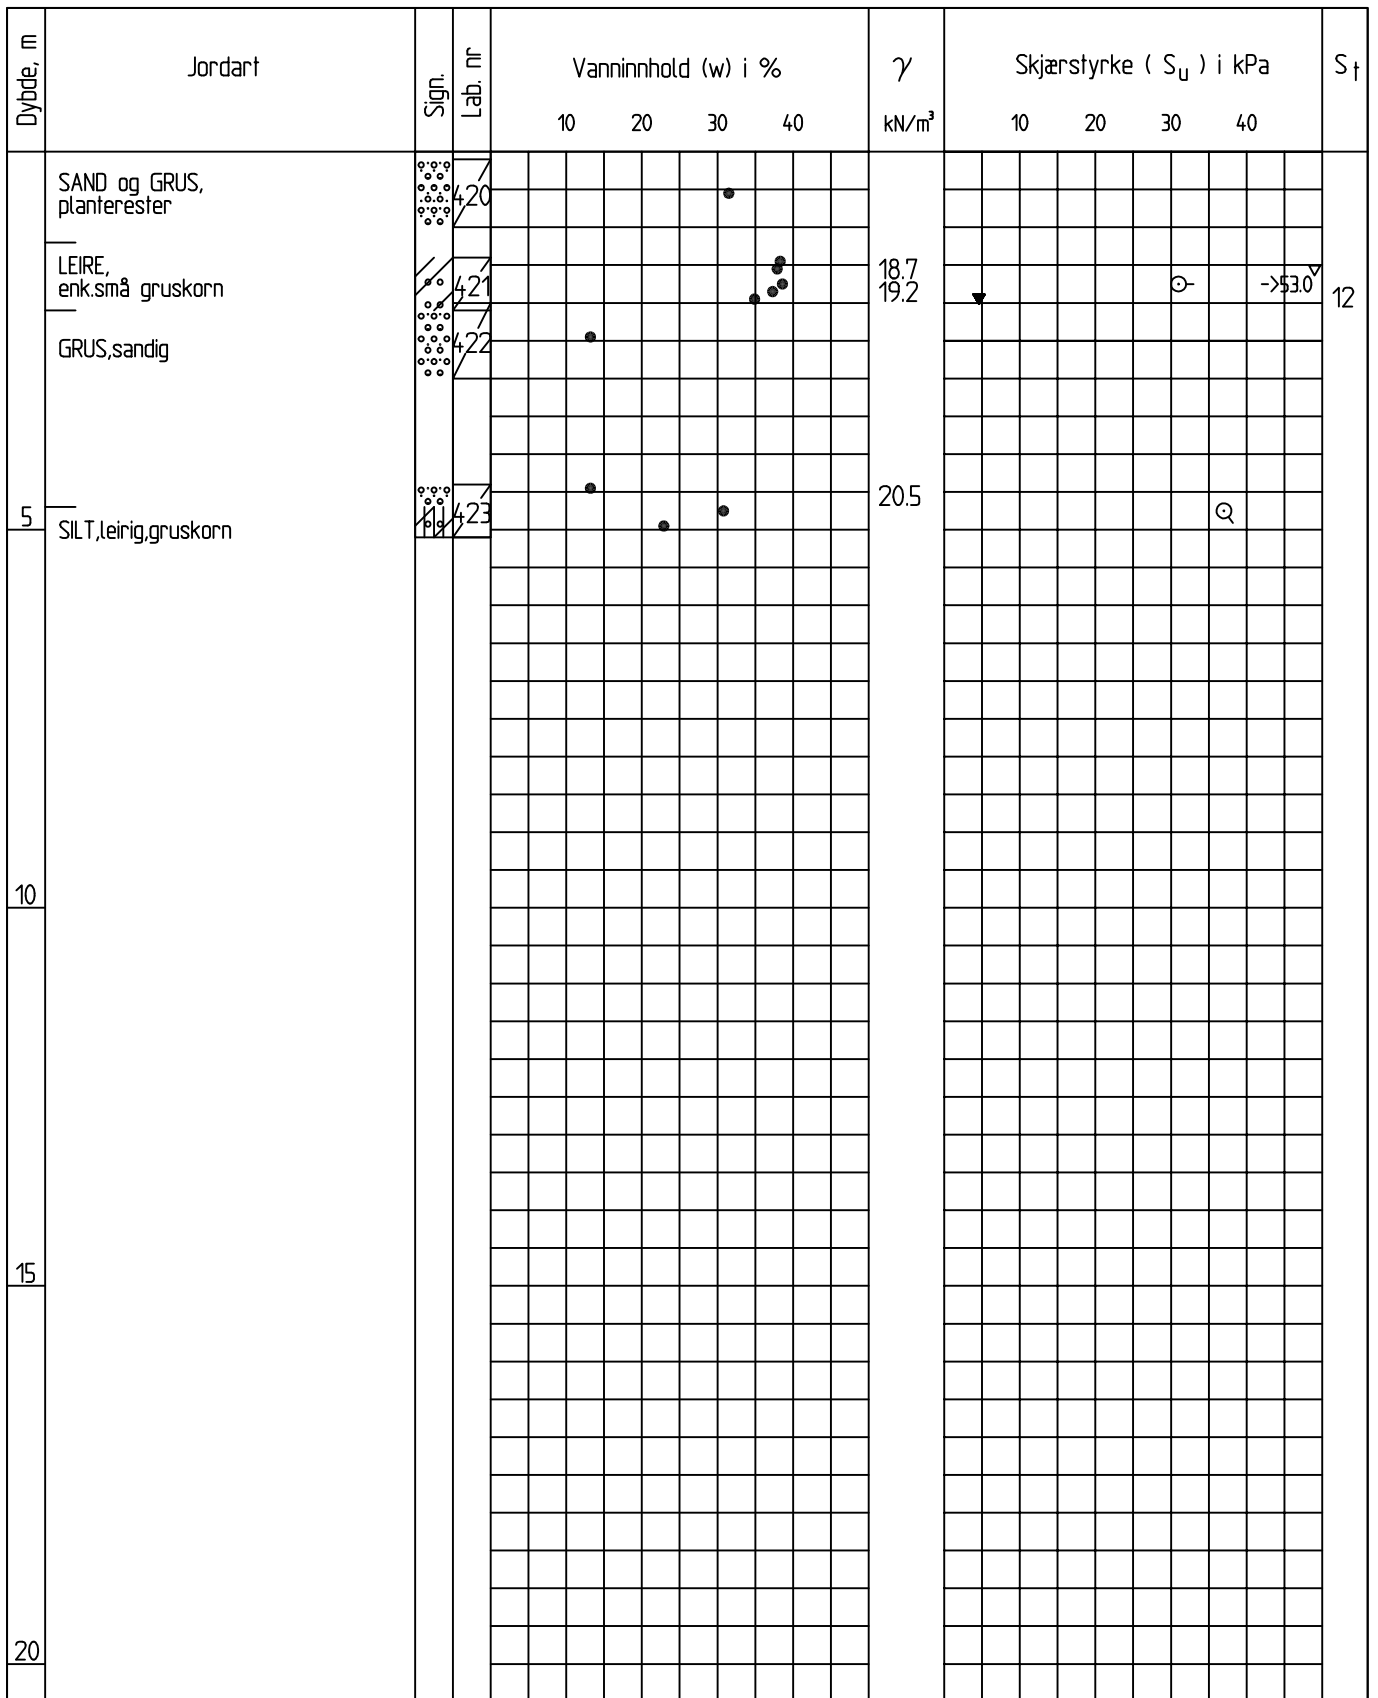 Dybde, m
Jordart
Sign.
Lab. nr
Vanninnhold (w) i %
10 20 30 40
γ
kN/m³
Skjærstyrke ( Su ) i kPa
10 20 30 40
St
SAND og GRUS,
planterester
420
LEIRE,
enk.små gruskorn
421
18.7
19.2
->53.0
12
GRUS,sandig
422
423
20.5
5
SILT,leirig,gruskorn
10
15
20